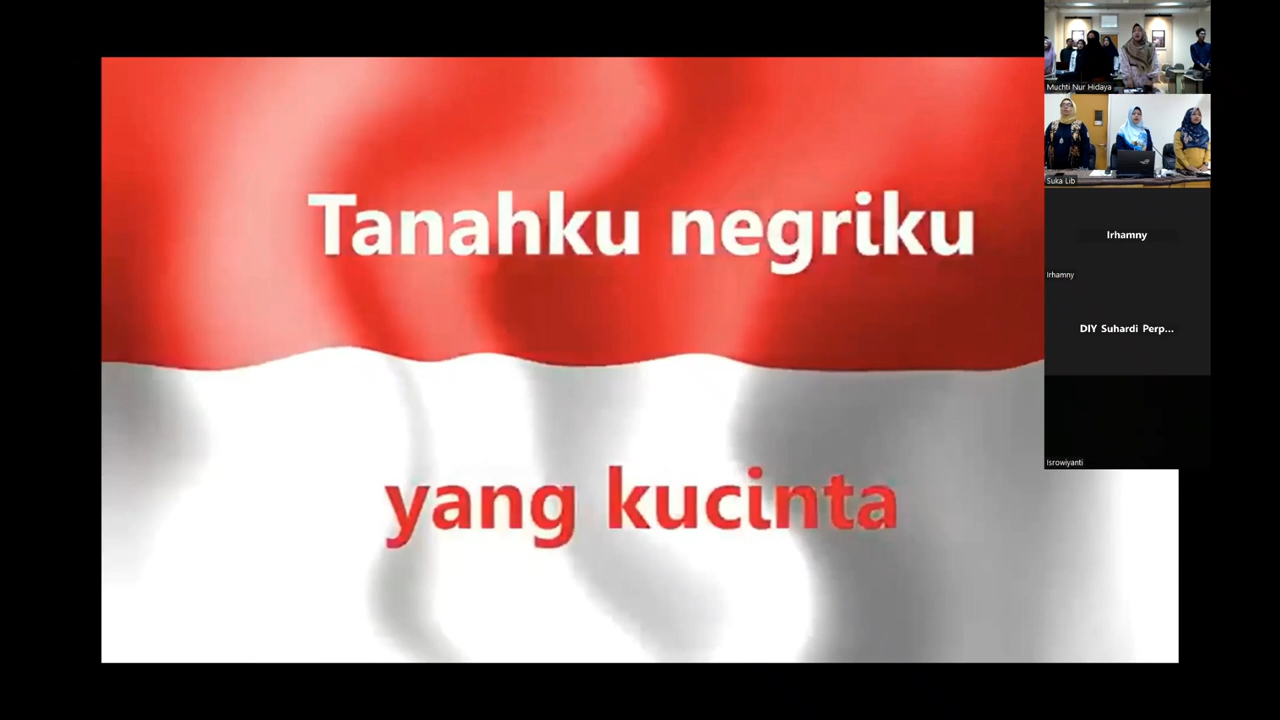 Tanahku negriku
yang kucinta
Muchti Nur Hidaya
Suka Lib
Irhamny
Irhamny
DIY Suhardi Perp...
Isrowiyanti